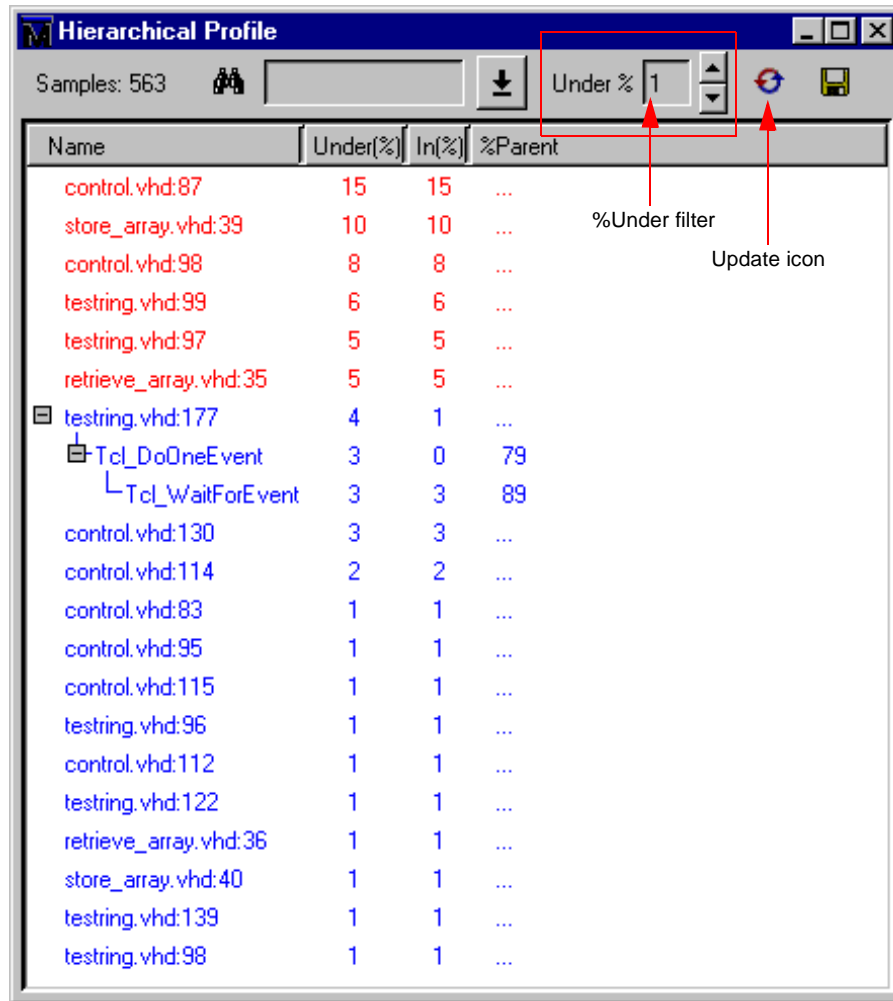 M Hierarchical Profile
Samples: 563 Under % 1
Name Under(%) In(%) %Parent
control.vhd:87 15 15 ...
store_array.vhd:39 10 10 ...
control.vhd:98 8 8 ...
testring.vhd:99 6 6 ...
testring.vhd:97 5 5 ...
retrieve_array.vhd:35 5 5 ...
testring.vhd:177 4 1 ...
Tcl_DoOneEvent 3 0 79
Tcl_WaitForEvent 3 3 89
control.vhd:130 3 3 ...
control.vhd:114 2 2 ...
control.vhd:83 1 1 ...
control.vhd:95 1 1 ...
control.vhd:115 1 1 ...
testring.vhd:96 1 1 ...
control.vhd:112 1 1 ...
testring.vhd:122 1 1 ...
retrieve_array.vhd:36 1 1 ...
store_array.vhd:40 1 1 ...
testring.vhd:139 1 1 ...
testring.vhd:98 1 1 ...
%Under filter
Update icon